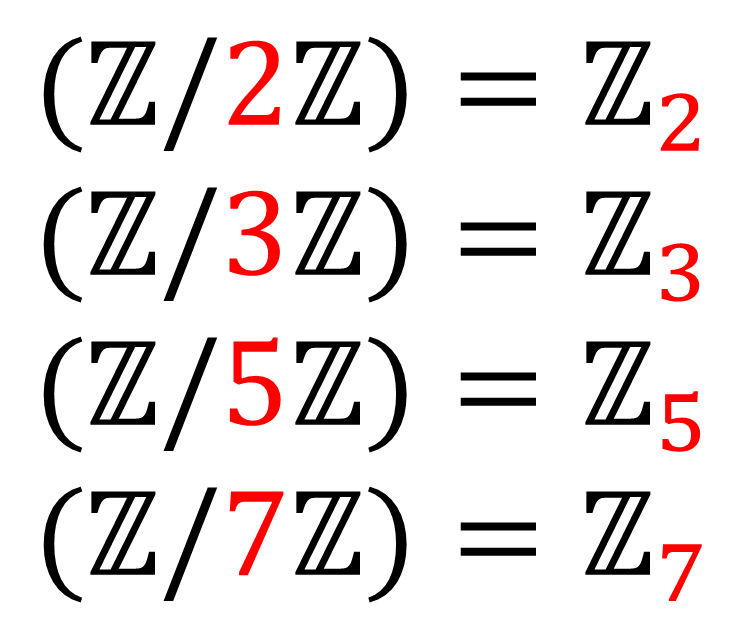 (ℤ/2ℤ) = ℤ₂
(ℤ/3ℤ) = ℤ₃
(ℤ/5ℤ) = ℤ₅
(ℤ/7ℤ) = ℤ₇